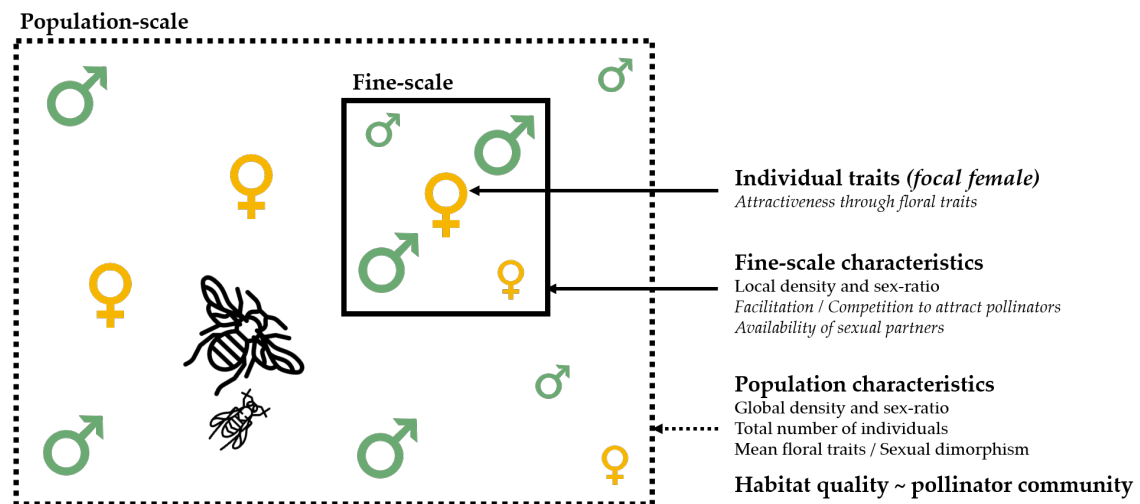 Population-scale
Fine-scale
Individual traits (focal female)
Attractiveness through floral traits
Fine-scale characteristics
Local density and sex-ratio
Facilitation / Competition to attract pollinators
Availability of sexual partners
Population characteristics
Global density and sex-ratio
Total number of individuals
Mean floral traits / Sexual dimorphism
Habitat quality ~ pollinator community